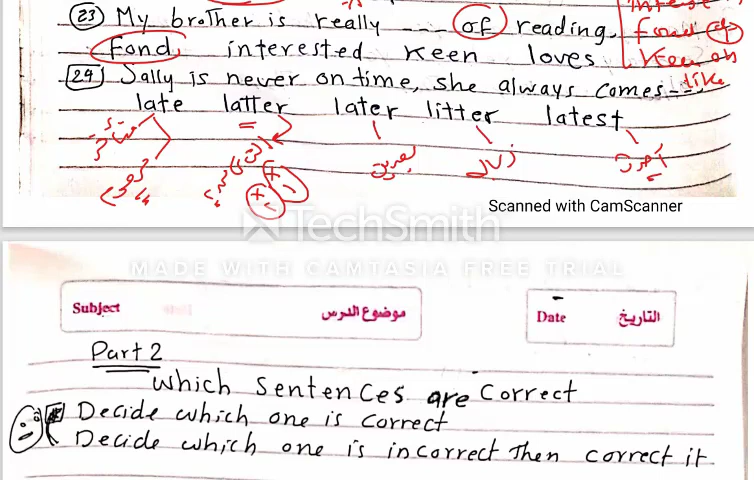 (23) My brother is really ---- of reading.
fond interested keen loves
(24) Sally is never on time, she always comes---
like
late latter later litter latest
متأخر
زبالة
Scanned with CamScanner
TechSmith
MADE WITH CAMTASIA FREE TRIAL
Subject موضوع الدرس
Date التاريخ
Part 2
which sentences are correct
Decide which one is correct
Decide which one is incorrect Then correct it